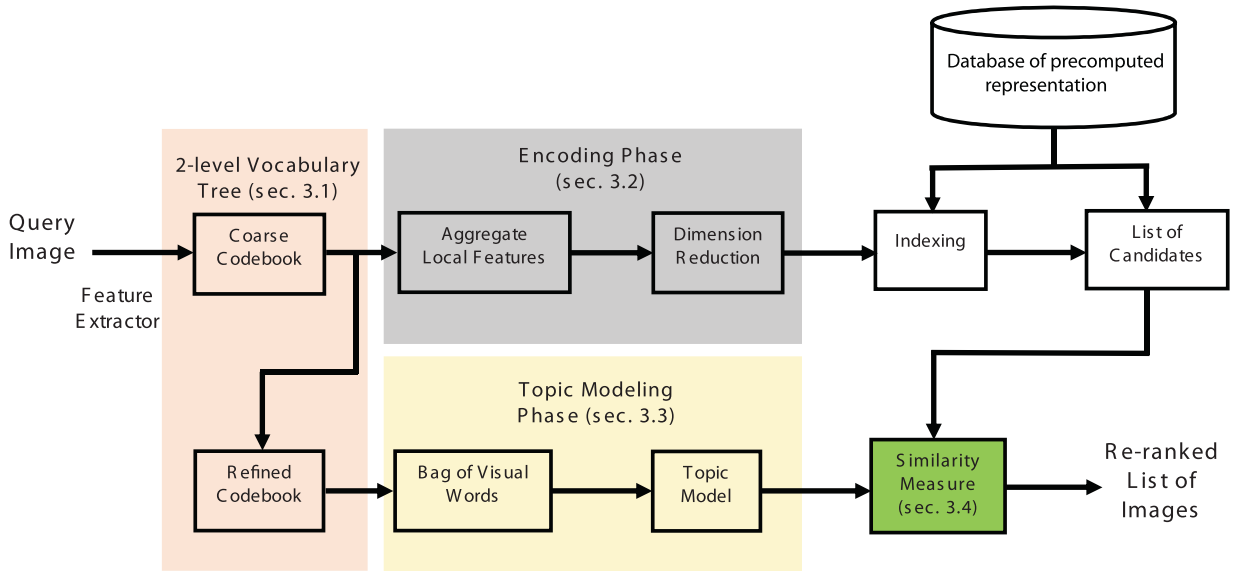 Database of precomputed
representation
2-level Vocabulary
Tree (sec. 3.1)
Encoding Phase
(sec. 3.2)
Query
Image
Feature
Extractor
Coarse
Codebook
Aggregate
Local Features
Dimension
Reduction
Indexing
List of
Candidates
Topic Modeling
Phase (sec. 3.3)
Refined
Codebook
Bag of Visual
Words
Topic
Model
Similarity
Measure
(sec. 3.4)
Re-ranked
List of
Images